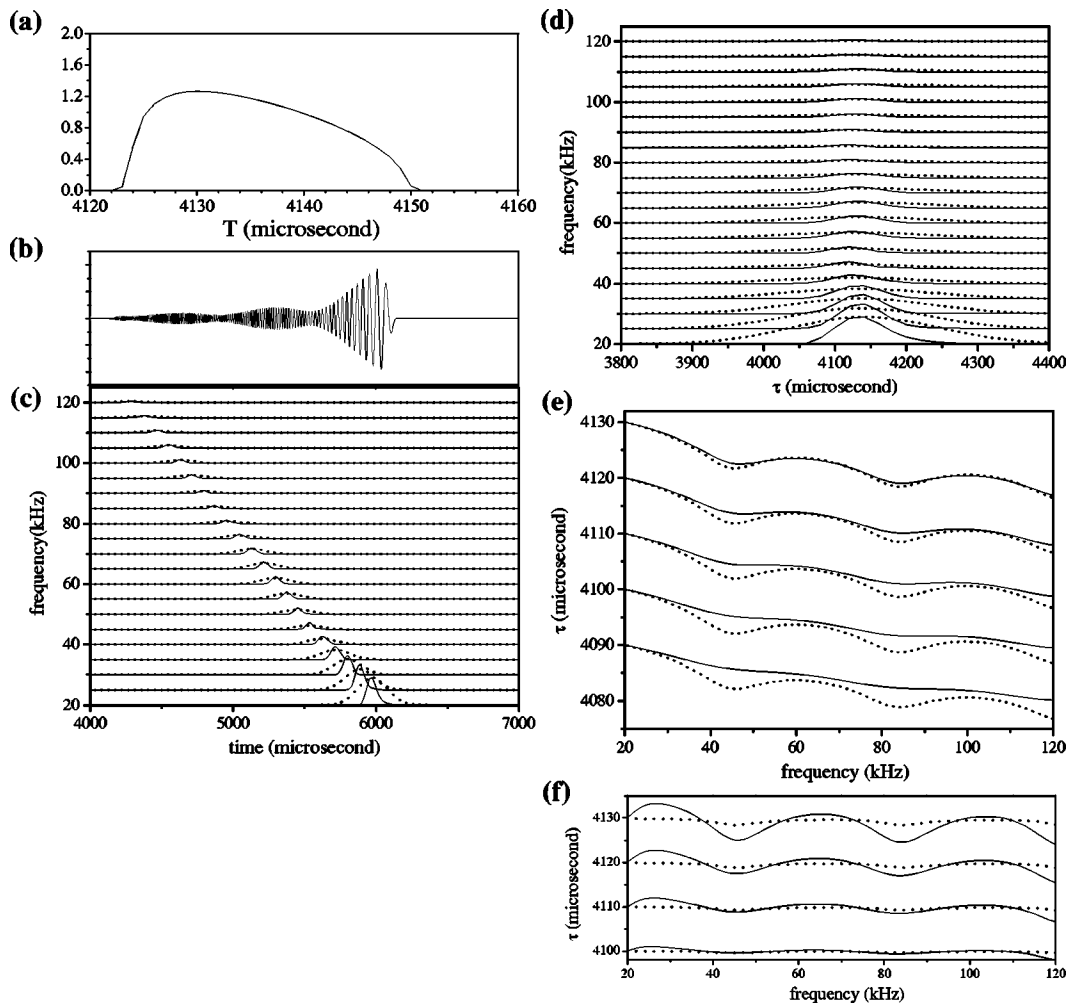 (a)
2.0
1.6
1.2
0.8
0.4
0.0
4120 4130 4140 4150 4160
T (microsecond)
(b)
(c)
frequency(kHz)
120
100
80
60
40
20
4000 5000 6000 7000
time (microsecond)
(d)
frequency(kHz)
120
100
80
60
40
20
3800 3900 4000 4100 4200 4300 4400
τ (microsecond)
(e)
τ (microsecond)
4130
4120
4110
4100
4090
4080
20 40 60 80 100 120
frequency (kHz)
(f)
τ (microsecond)
4130
4120
4110
4100
20 40 60 80 100 120
frequency (kHz)